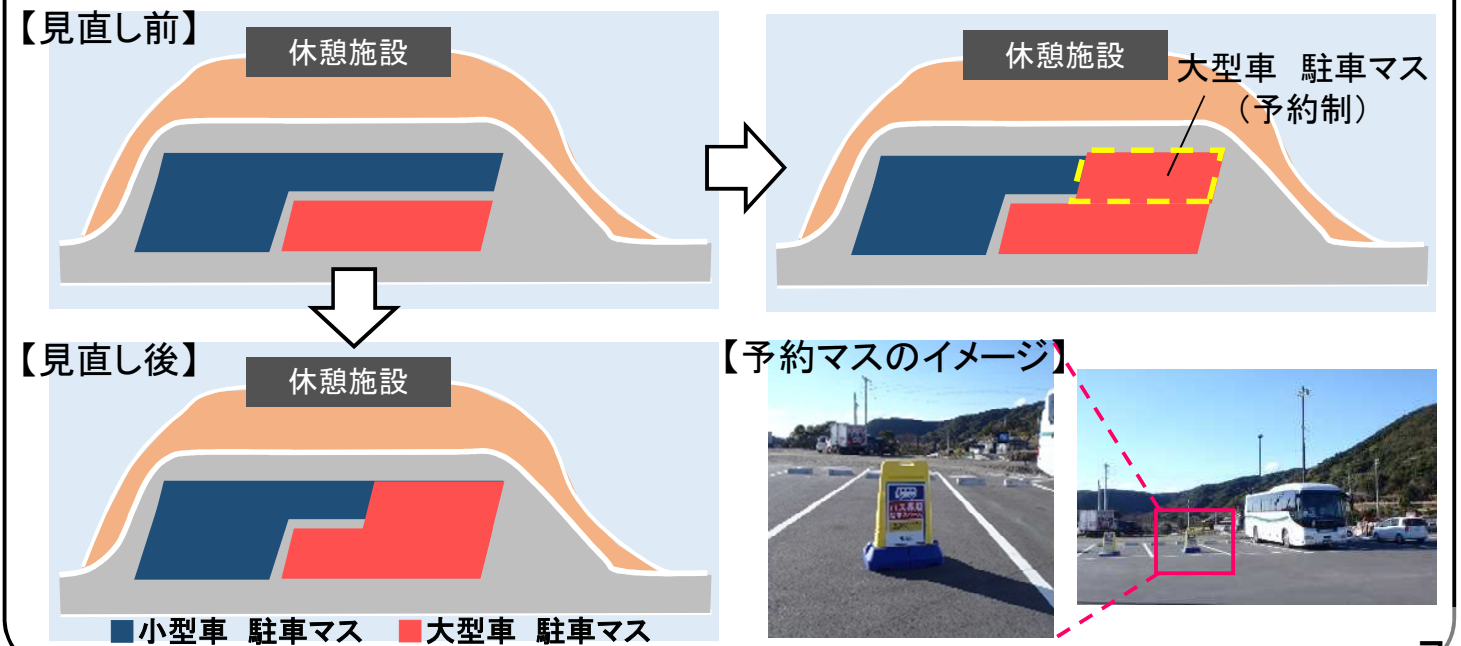 【見直し前】
休憩施設
休憩施設
大型車　駐車マス
（予約制）
【見直し後】
休憩施設
■小型車　駐車マス　■大型車　駐車マス
【予約マスのイメージ】